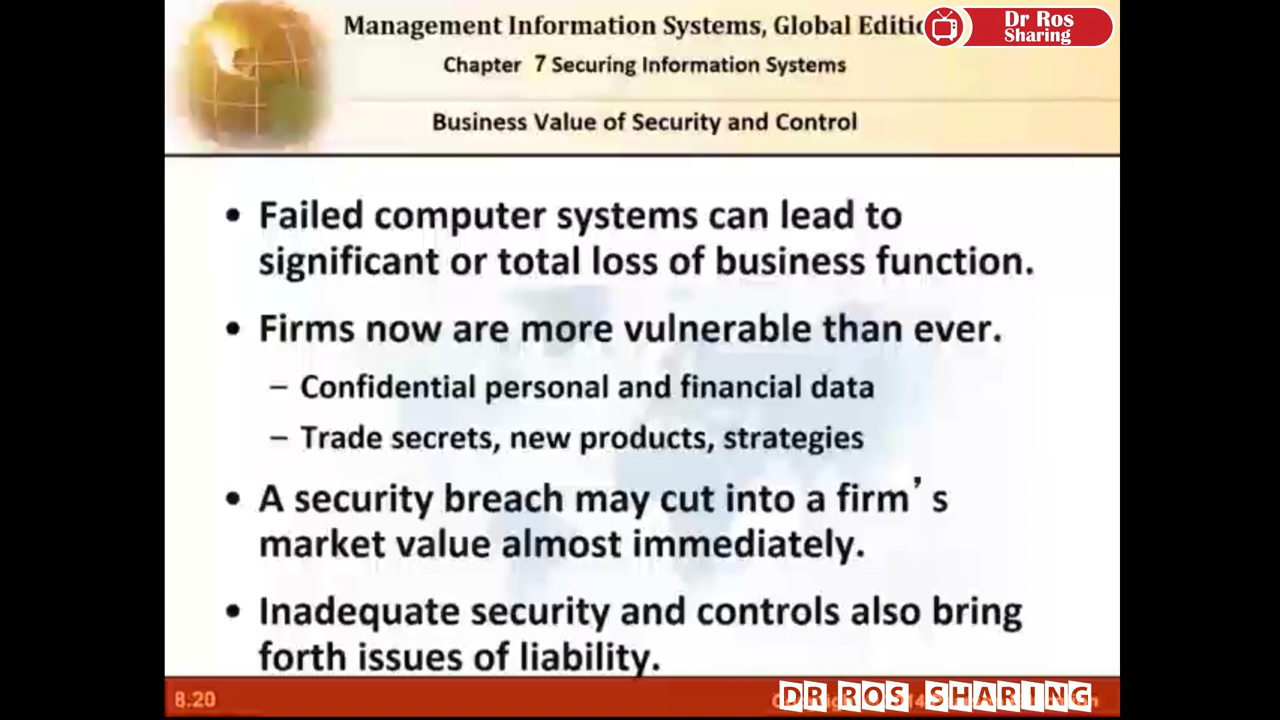 Management Information Systems, Global
Dr Ros
Sharing
Chapter 7 Securing Information Systems
Business Value of Security and Control
• Failed computer systems can lead to
significant or total loss of business function.
• Firms now are more vulnerable than ever.
– Confidential personal and financial data
– Trade secrets, new products, strategies
• A security breach may cut into a firm’s
market value almost immediately.
• Inadequate security and controls also bring
forth issues of liability.
8.20
DR ROS SHARING